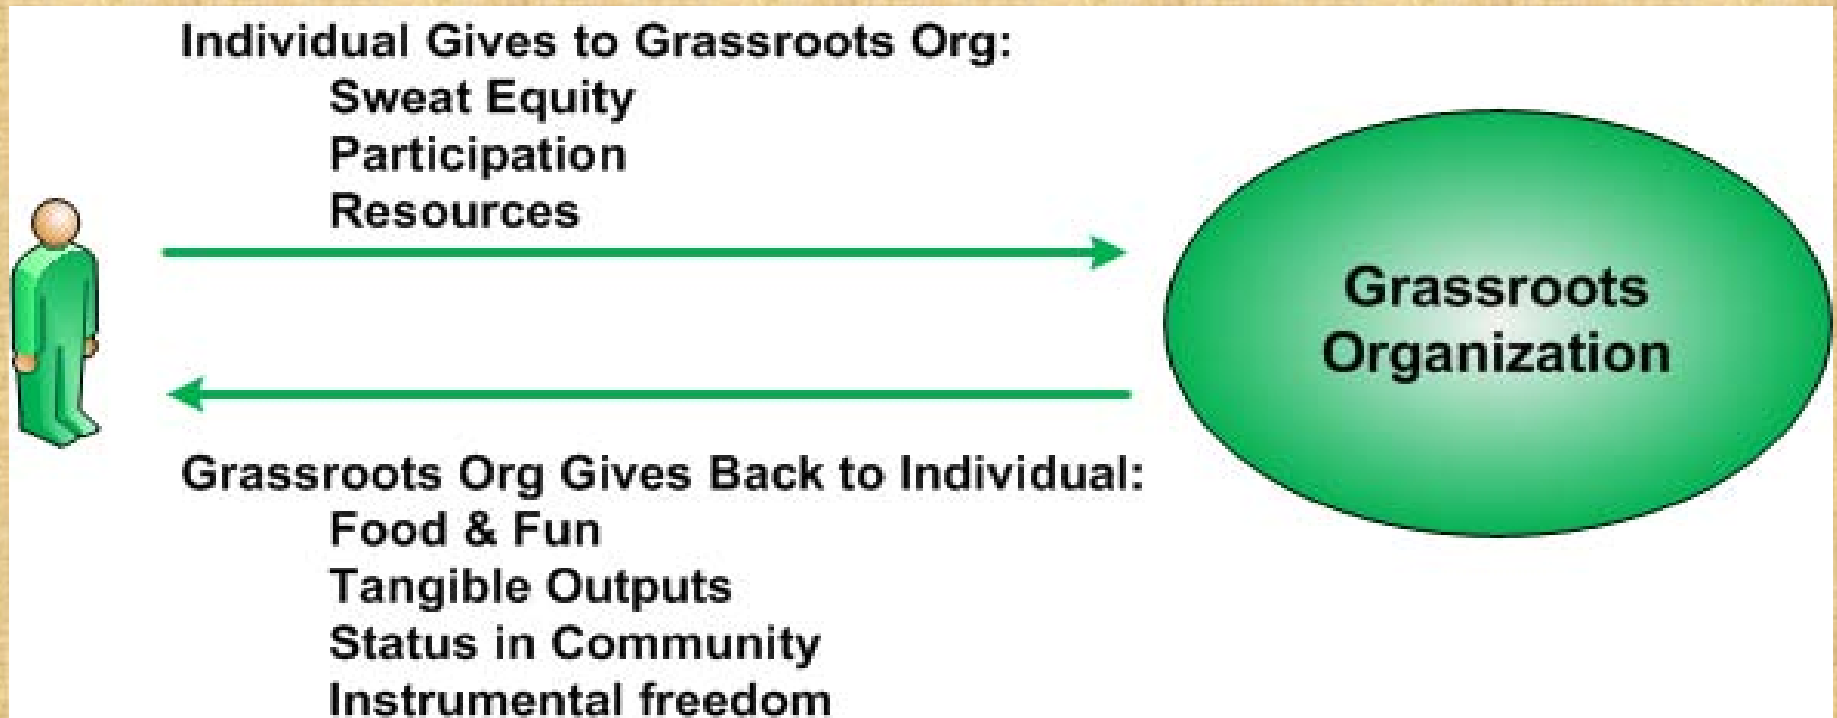 Individual Gives to Grassroots Org:
Sweat Equity
Participation
Resources
Grassroots
Organization
Grassroots Org Gives Back to Individual:
Food & Fun
Tangible Outputs
Status in Community
Instrumental freedom